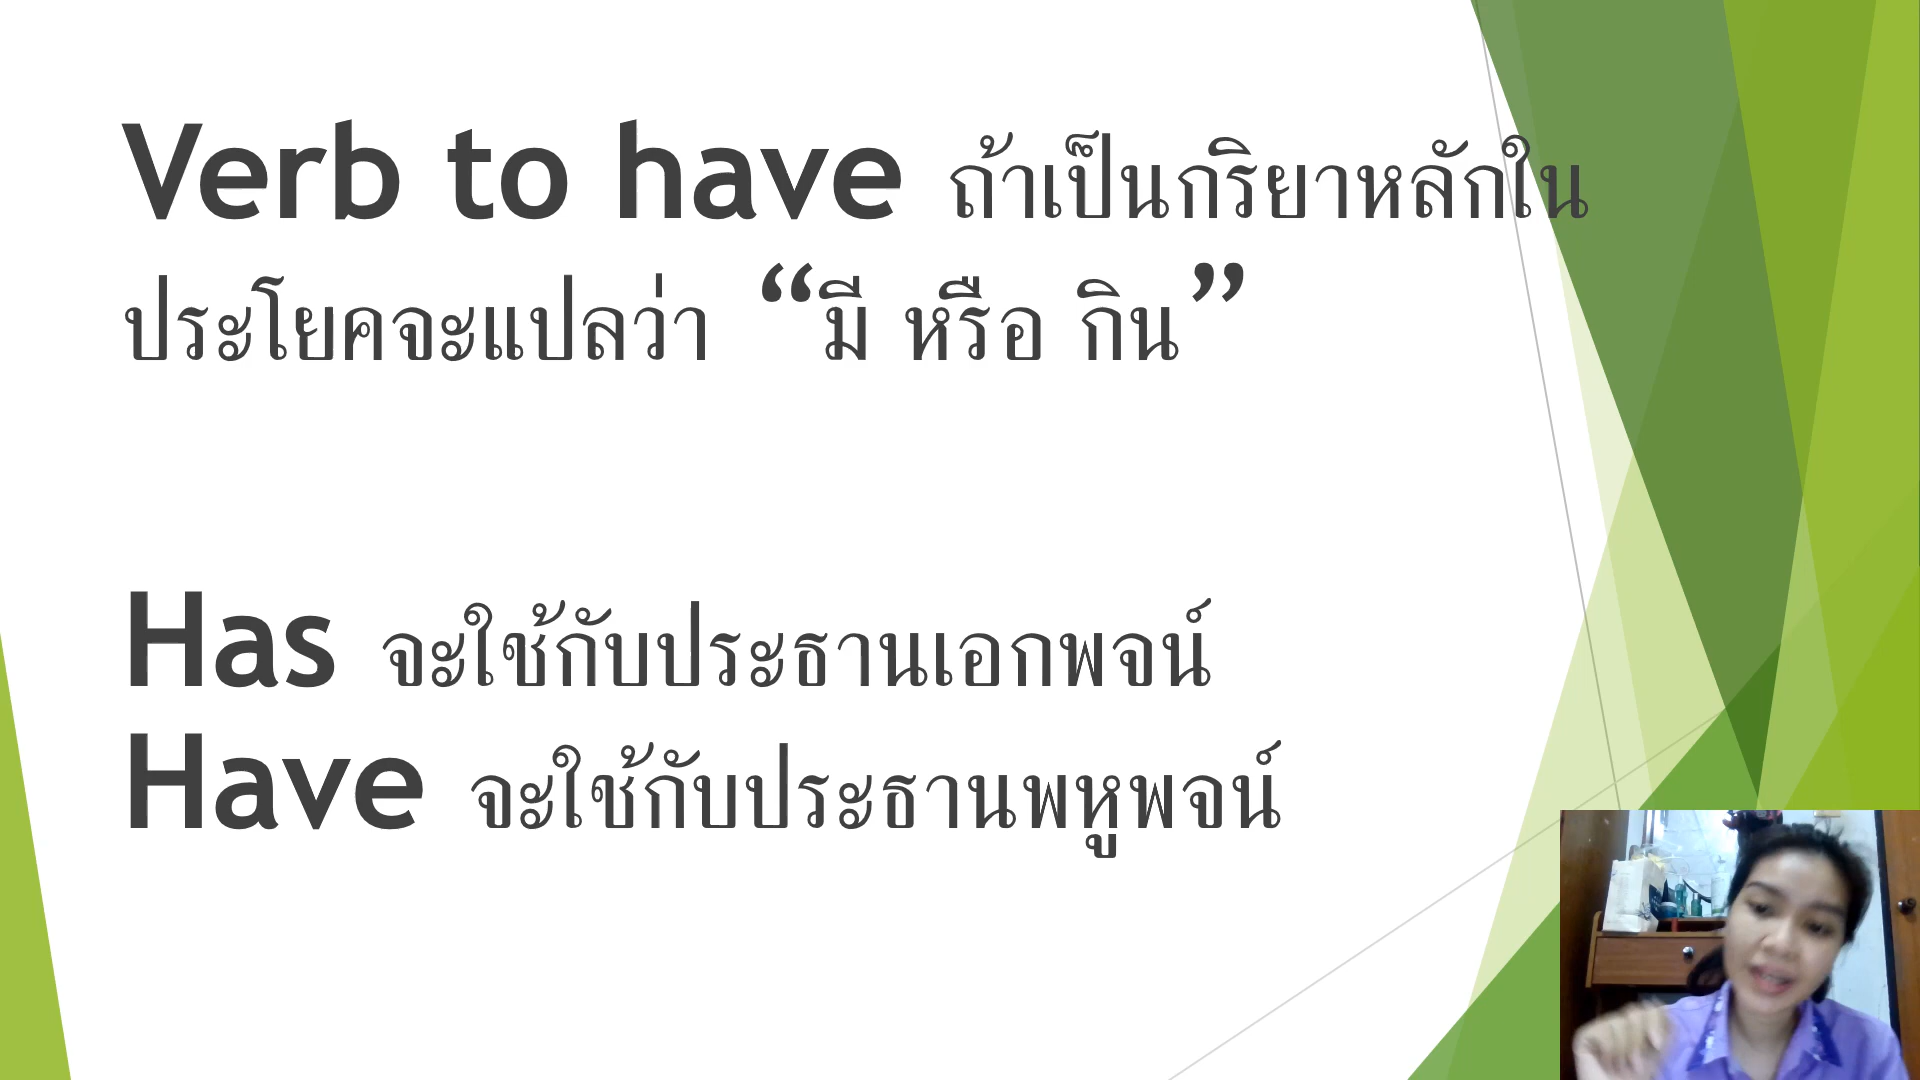 Verb to have ถ้าเป็นกริยาหลักใน
ประโยคจะแปลว่า “มี หรือ กิน”
Has จะใช้กับประธานเอกพจน์
Have จะใช้กับประธานพหูพจน์